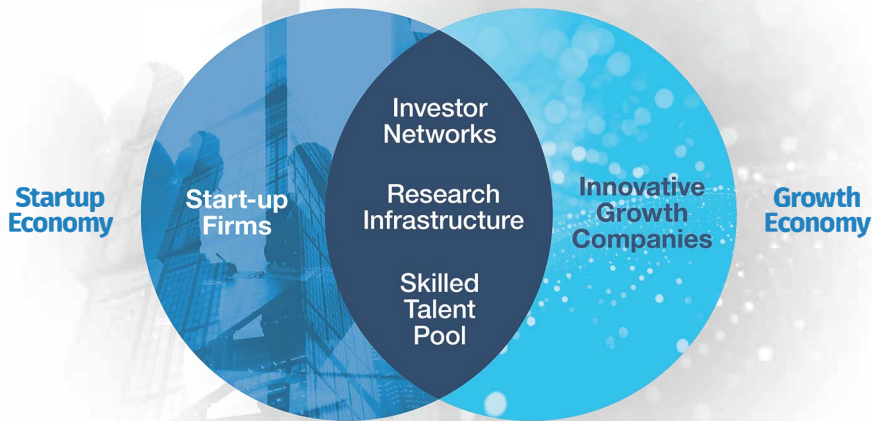 Startup
Economy
Start-up
Firms
Investor
Networks
Research
Infrastructure
Skilled
Talent
Pool
Innovative
Growth
Companies
Growth
Economy